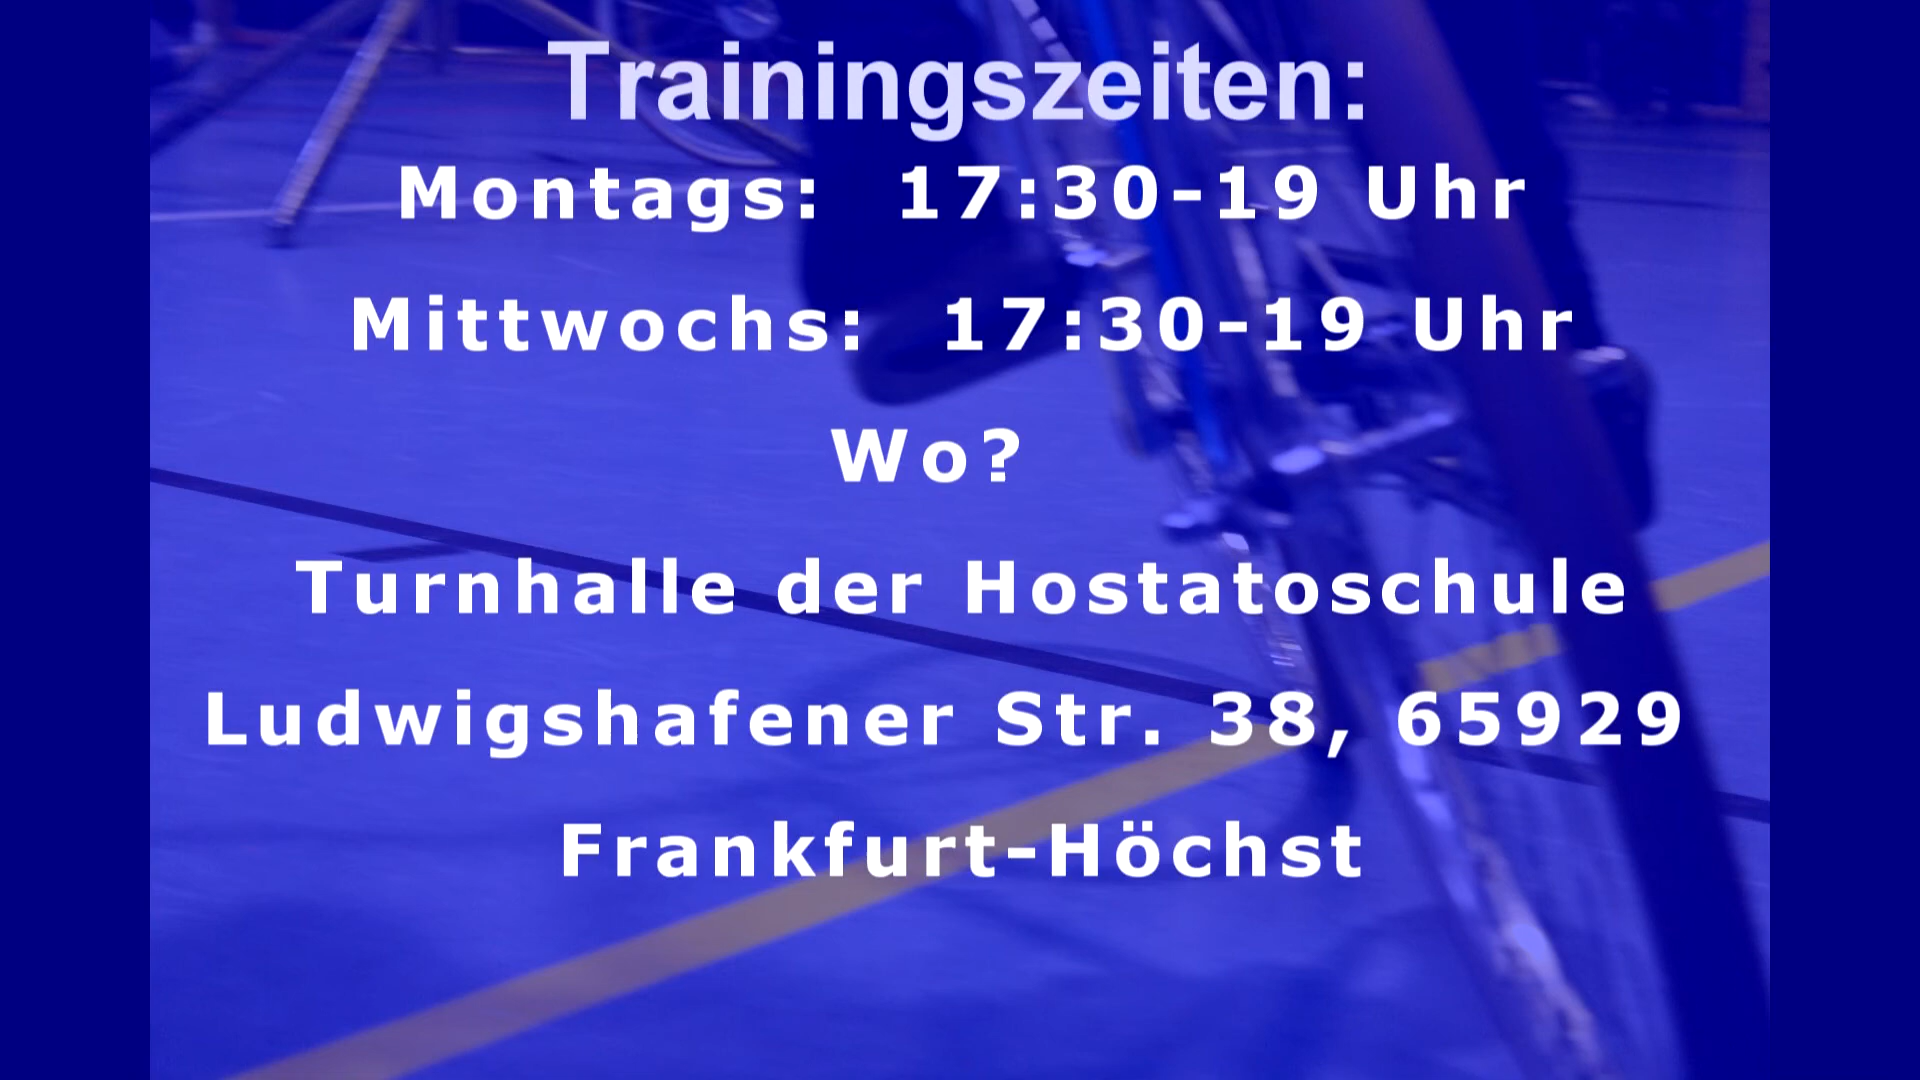 Trainingszeiten:
Montags:  17:30-19 Uhr
Mittwochs:  17:30-19 Uhr
Wo?
Turnhalle der Hostatoschule
Ludwigshafener Str. 38, 65929
Frankfurt-Höchst